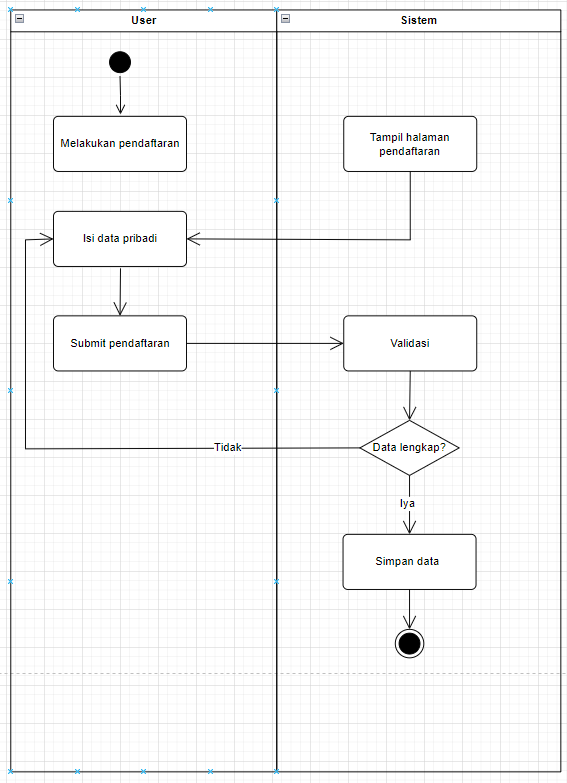 User
Sistem
Melakukan pendaftaran
Tampil halaman
pendaftaran
Isi data pribadi
Submit pendaftaran
Validasi
Data lengkap?
Tidak
Iya
Simpan data